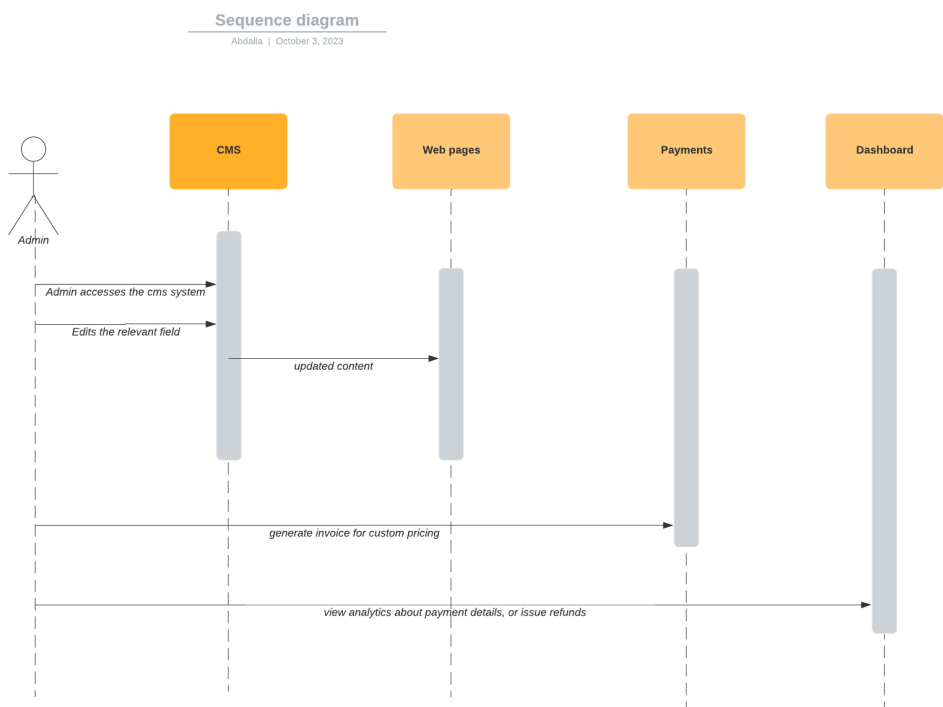 Sequence diagram
Abdalla | October 3, 2023
CMS
Web pages
Payments
Dashboard
Admin
Admin accesses the cms system
Edits the relevant field
updated content
generate invoice for custom pricing
view analytics about payment details, or issue refunds